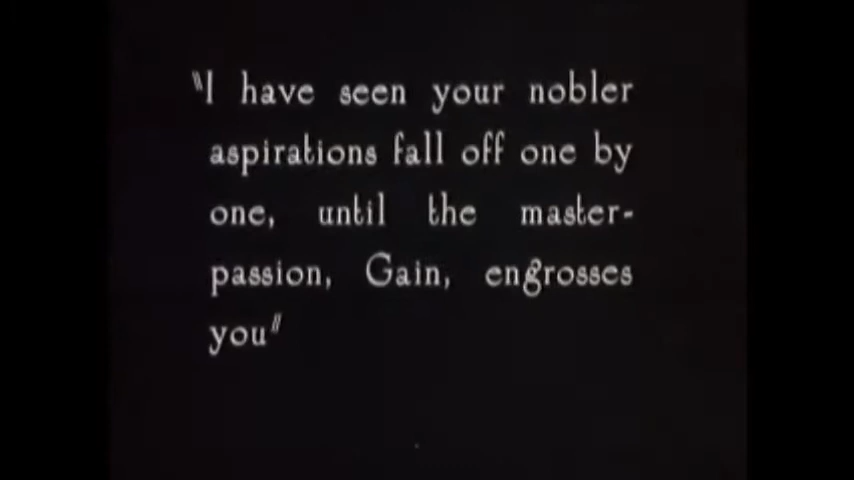 "I have seen your nobler
aspirations fall off one by
one, until the master-
passion, Gain, engrosses
you"